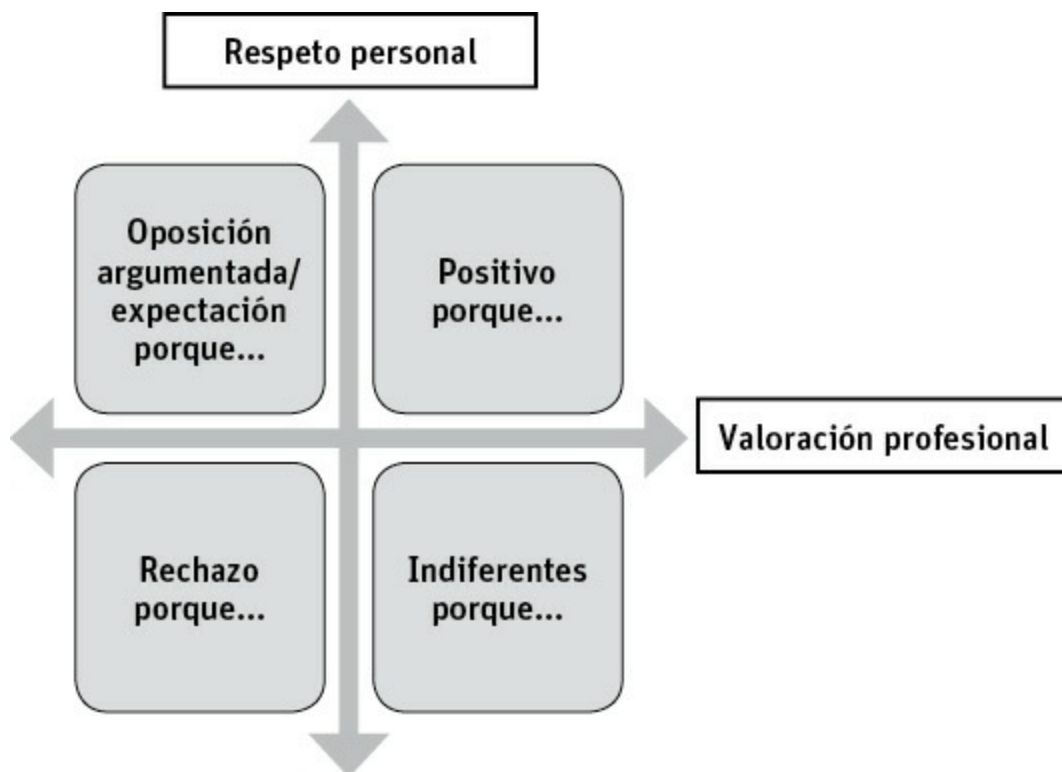 Respeto personal
Oposición
argumentada/
expectación
porque...
Positivo
porque...
Valoración profesional
Rechazo
porque...
Indiferentes
porque...